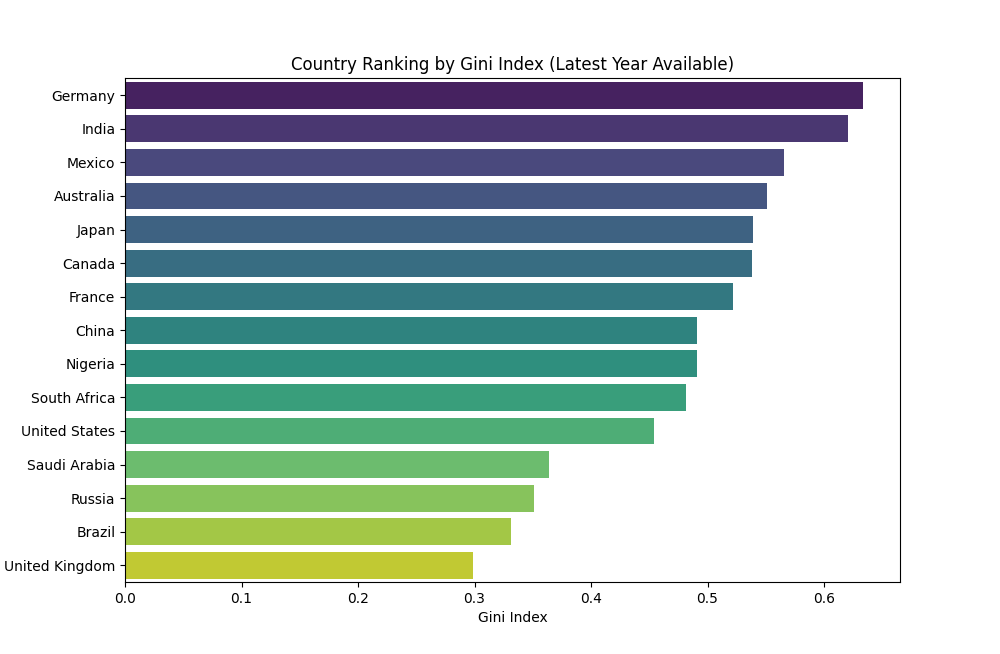 Country Ranking by Gini Index (Latest Year Available)
Germany
India
Mexico
Australia
Japan
Canada
France
China
Nigeria
South Africa
United States
Saudi Arabia
Russia
Brazil
United Kingdom
0.0 0.1 0.2 0.3 0.4 0.5 0.6
Gini Index